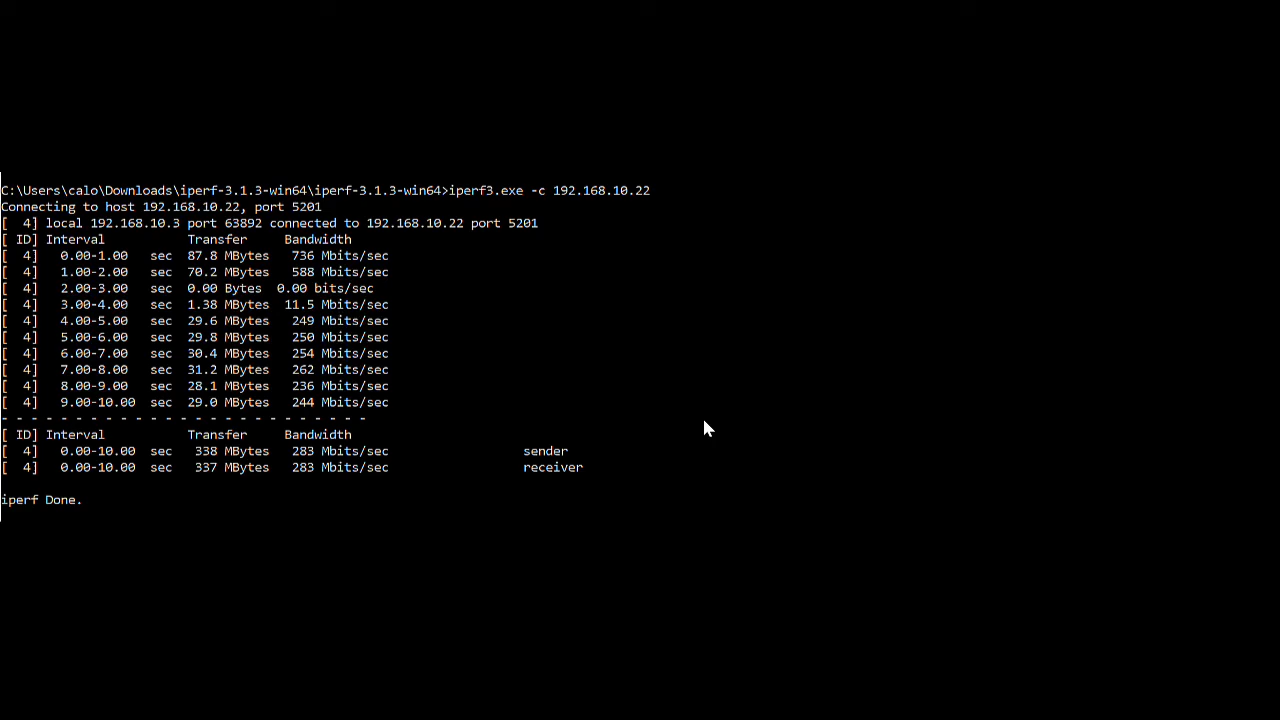 C:\Users\calo\Downloads\iperf-3.1.3-win64\iperf-3.1.3-win64>iperf3.exe -c 192.168.10.22
Connecting to host 192.168.10.22, port 5201
[  4] local 192.168.10.3 port 63892 connected to 192.168.10.22 port 5201
[ ID] Interval           Transfer     Bandwidth
[  4]   0.00-1.00   sec  87.8 MBytes   736 Mbits/sec
[  4]   1.00-2.00   sec  70.2 MBytes   588 Mbits/sec
[  4]   2.00-3.00   sec  0.00 Bytes  0.00 bits/sec
[  4]   3.00-4.00   sec  1.38 MBytes  11.5 Mbits/sec
[  4]   4.00-5.00   sec  29.6 MBytes   249 Mbits/sec
[  4]   5.00-6.00   sec  29.8 MBytes   250 Mbits/sec
[  4]   6.00-7.00   sec  30.4 MBytes   254 Mbits/sec
[  4]   7.00-8.00   sec  31.2 MBytes   262 Mbits/sec
[  4]   8.00-9.00   sec  28.1 MBytes   236 Mbits/sec
[  4]   9.00-10.00  sec  29.0 MBytes   244 Mbits/sec
- - - - - - - - - - - - - - - - - - - - - - - - -
[ ID] Interval           Transfer     Bandwidth
[  4]   0.00-10.00  sec   338 MBytes   283 Mbits/sec                  sender
[  4]   0.00-10.00  sec   337 MBytes   283 Mbits/sec                  receiver
iperf Done.